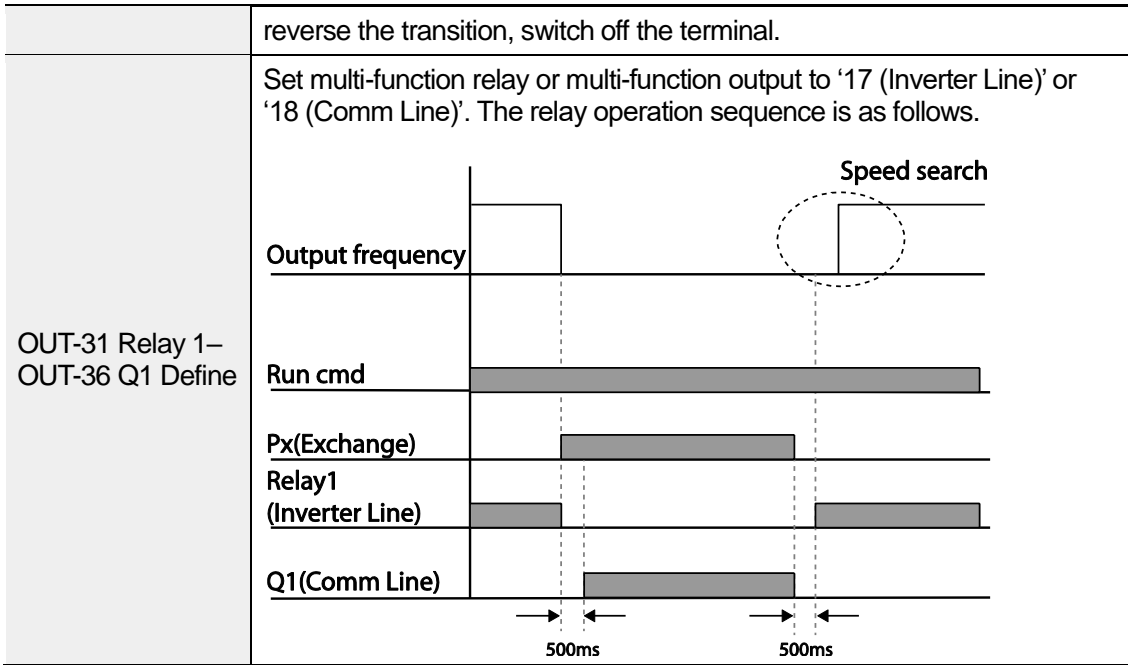 reverse the transition, switch off the terminal.
OUT-31 Relay 1–
OUT-36 Q1 Define
Set multi-function relay or multi-function output to ‘17 (Inverter Line)’ or
‘18 (Comm Line)’. The relay operation sequence is as follows.
Speed search
Output frequency
Run cmd
Px(Exchange)
Relay1
(Inverter Line)
Q1(Comm Line)
500ms 500ms